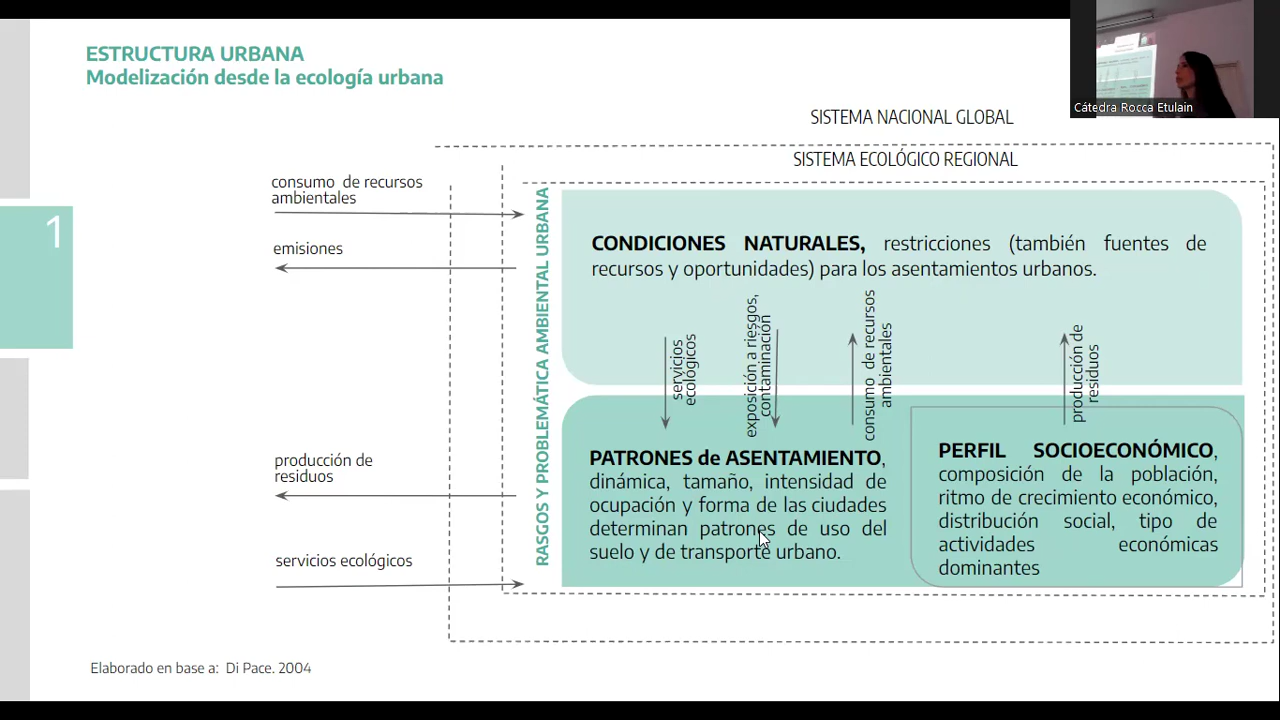 ESTRUCTURA URBANA
Modelización desde la ecología urbana
Cátedra Rocca Etulain
SISTEMA NACIONAL GLOBAL
SISTEMA ECOLÓGICO REGIONAL
1
consumo de recursos
ambientales
emisiones
producción de
residuos
servicios ecológicos
RASGOS Y PROBLEMÁTICA AMBIENTAL URBANA
CONDICIONES NATURALES, restricciones (también fuentes de
recursos y oportunidades) para los asentamientos urbanos.
servicios
ecológicos
exposición a riesgos,
contaminación
consumo de recursos
ambientales
producción de
residuos
PATRONES de ASENTAMIENTO,
dinámica, tamaño, intensidad de
ocupación y forma de las ciudades
determinan patrones de uso del
suelo y de transporte urbano.
PERFIL SOCIOECONÓMICO,
composición de la población,
ritmo de crecimiento económico,
distribución social, tipo de
actividades económicas
dominantes
Elaborado en base a: Di Pace. 2004